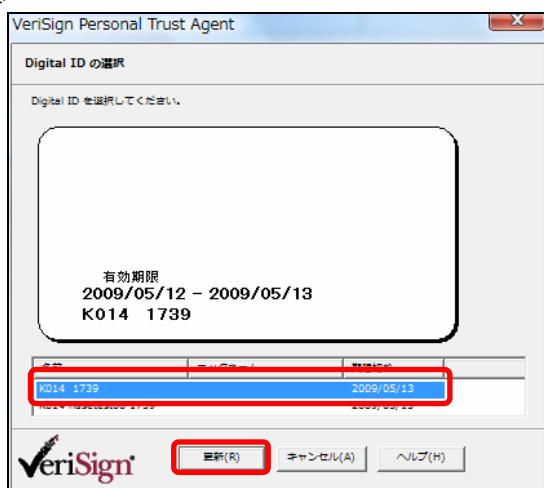 VeriSign Personal Trust Agent
Digital ID の選択
Digital ID を選択してください。
有効期限
2009/05/12 – 2009/05/13
K014 1739
K014 1739 2009/05/13
VeriSign
更新(R) キャンセル(A) ヘルプ(H)